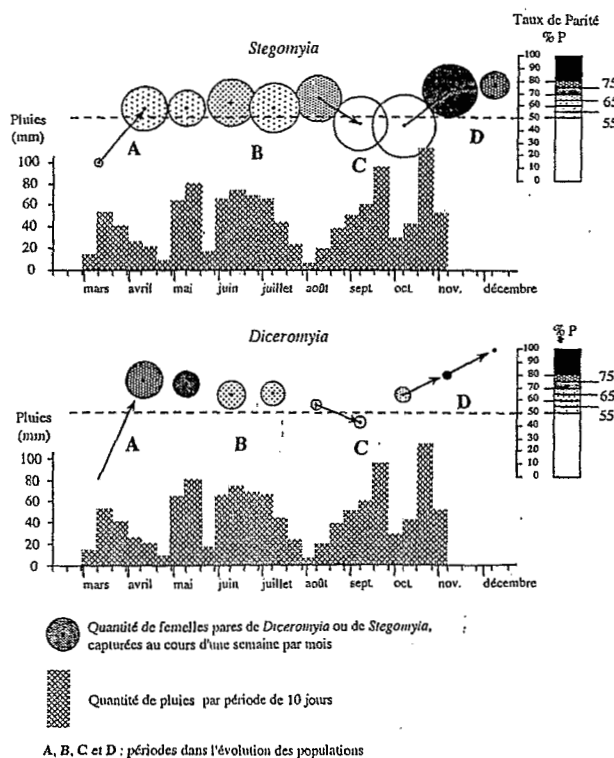 Taux de Parité
% P
Stegomyia
100
90
80
70
60
50
40
30
20
10
0
75
65
55
Pluies
(mm)
100
80
60
40
20
0
A
B
C
D
mars
avril
mai
juin
juillet
août
sept.
oct.
nov.
décembre
Diceromyia
% P
100
90
80
70
60
50
40
30
20
10
0
75
65
55
Pluies
(mm)
100
80
60
40
20
0
A
B
C
D
mars
avril
mai
juin
juillet
août
sept.
oct.
nov.
décembre
Quantité de femelles pares de Diceromyia ou de Stegomyia,
capturées au cours d'une semaine par mois
Quantité de pluies par période de 10 jours
A, B, C et D : périodes dans l'évolution des populations